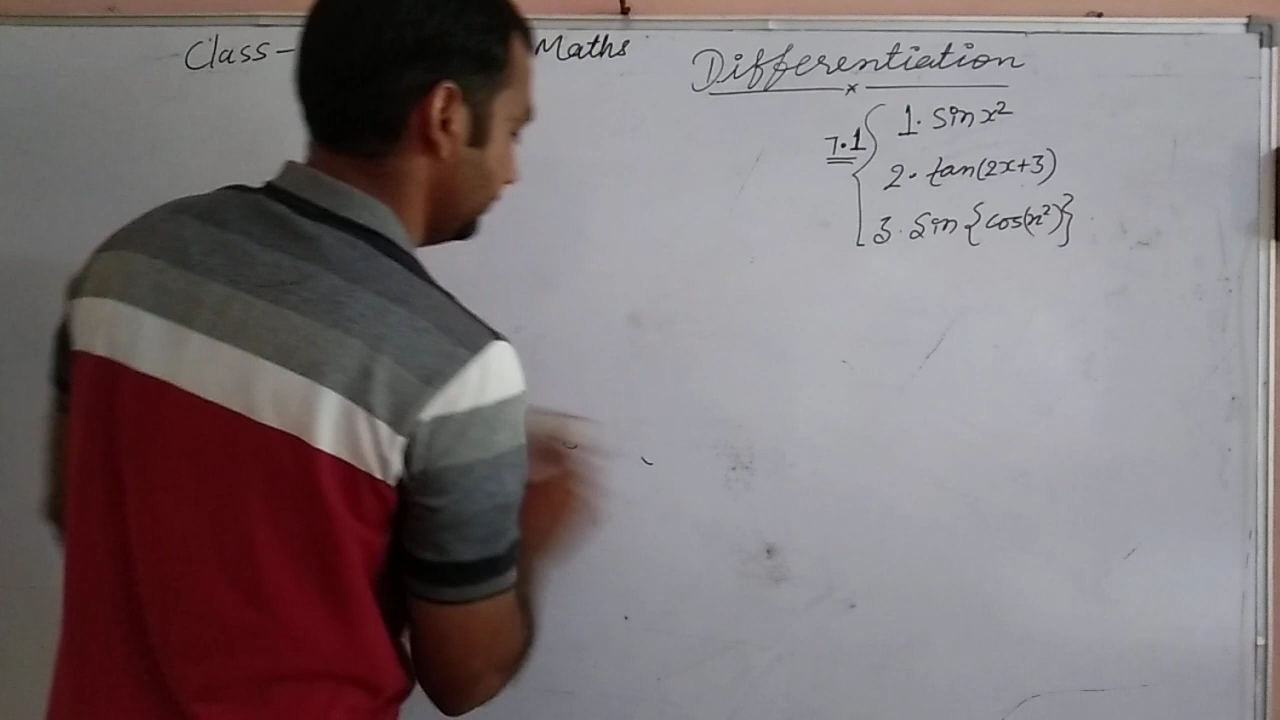 Class- Maths
Differentiation
7.1 1. Sin x²
2. tan(2x+3)
3. Sin {cos(x²)}